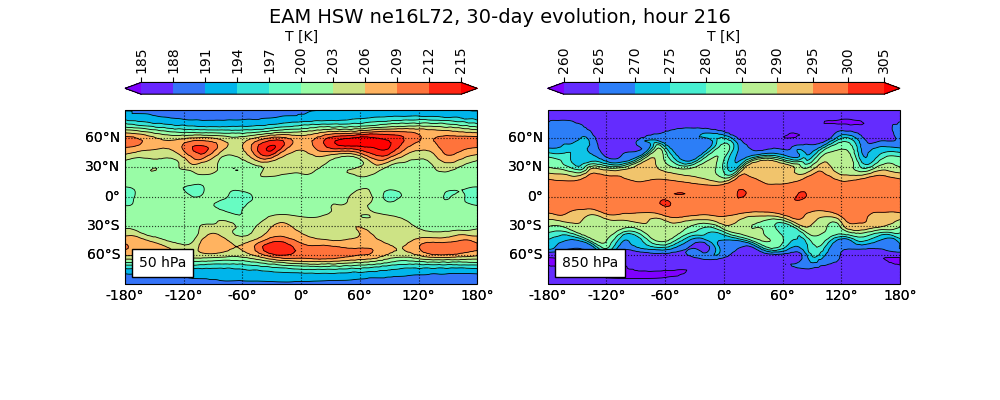 EAM HSW ne16L72, 30-day evolution, hour 216
T [K]
185 188 191 194 197 200 203 206 209 212 215
60°N
30°N
0°
30°S
60°S
50 hPa
-180° -120° -60° 0° 60° 120° 180°
T [K]
260 265 270 275 280 285 290 295 300 305
60°N
30°N
0°
30°S
60°S
850 hPa
-180° -120° -60° 0° 60° 120° 180°